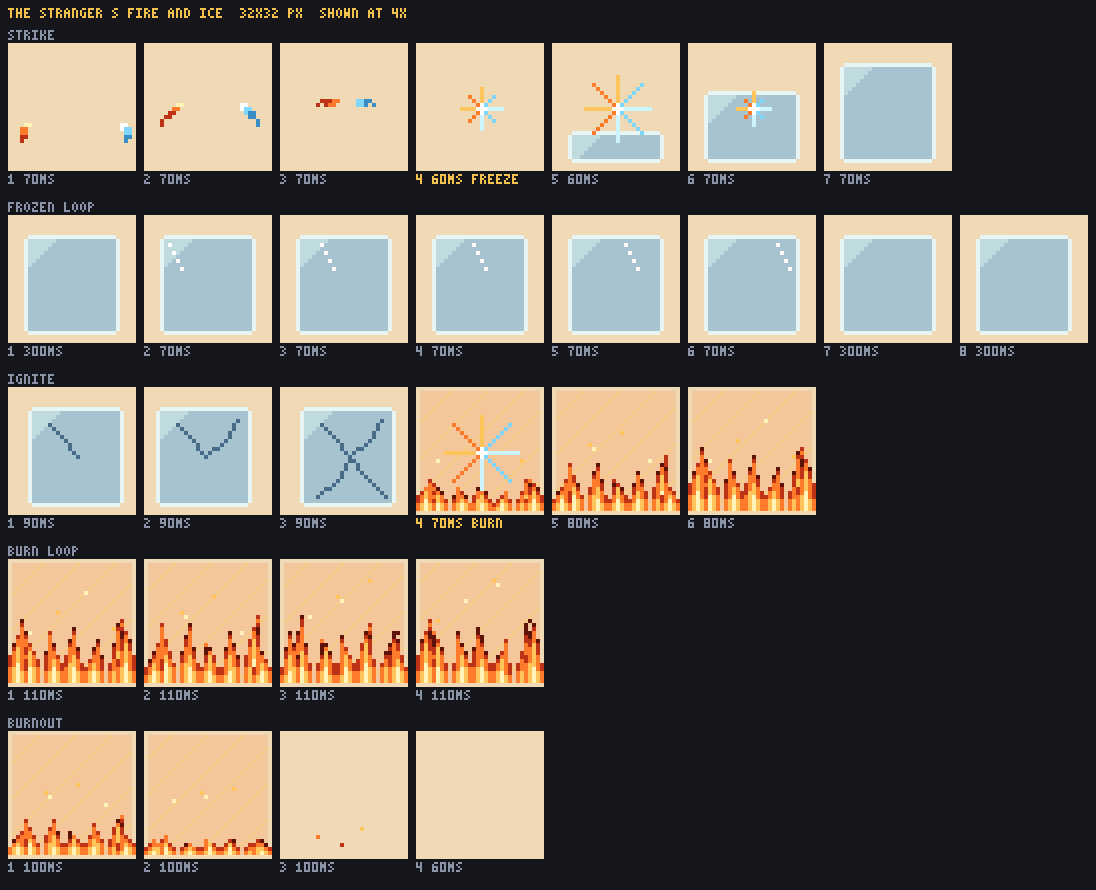 THE STRANGER S FIRE AND ICE  32X32 PX  SHOWN AT 4X
STRIKE
1 70MS 2 70MS 3 70MS 4 60MS FREEZE 5 60MS 6 70MS 7 70MS
FROZEN LOOP
1 300MS 2 70MS 3 70MS 4 70MS 5 70MS 6 70MS 7 300MS 8 300MS
IGNITE
1 90MS 2 90MS 3 90MS 4 70MS BURN 5 80MS 6 80MS
BURN LOOP
1 110MS 2 110MS 3 110MS 4 110MS
BURNOUT
1 100MS 2 100MS 3 100MS 4 60MS